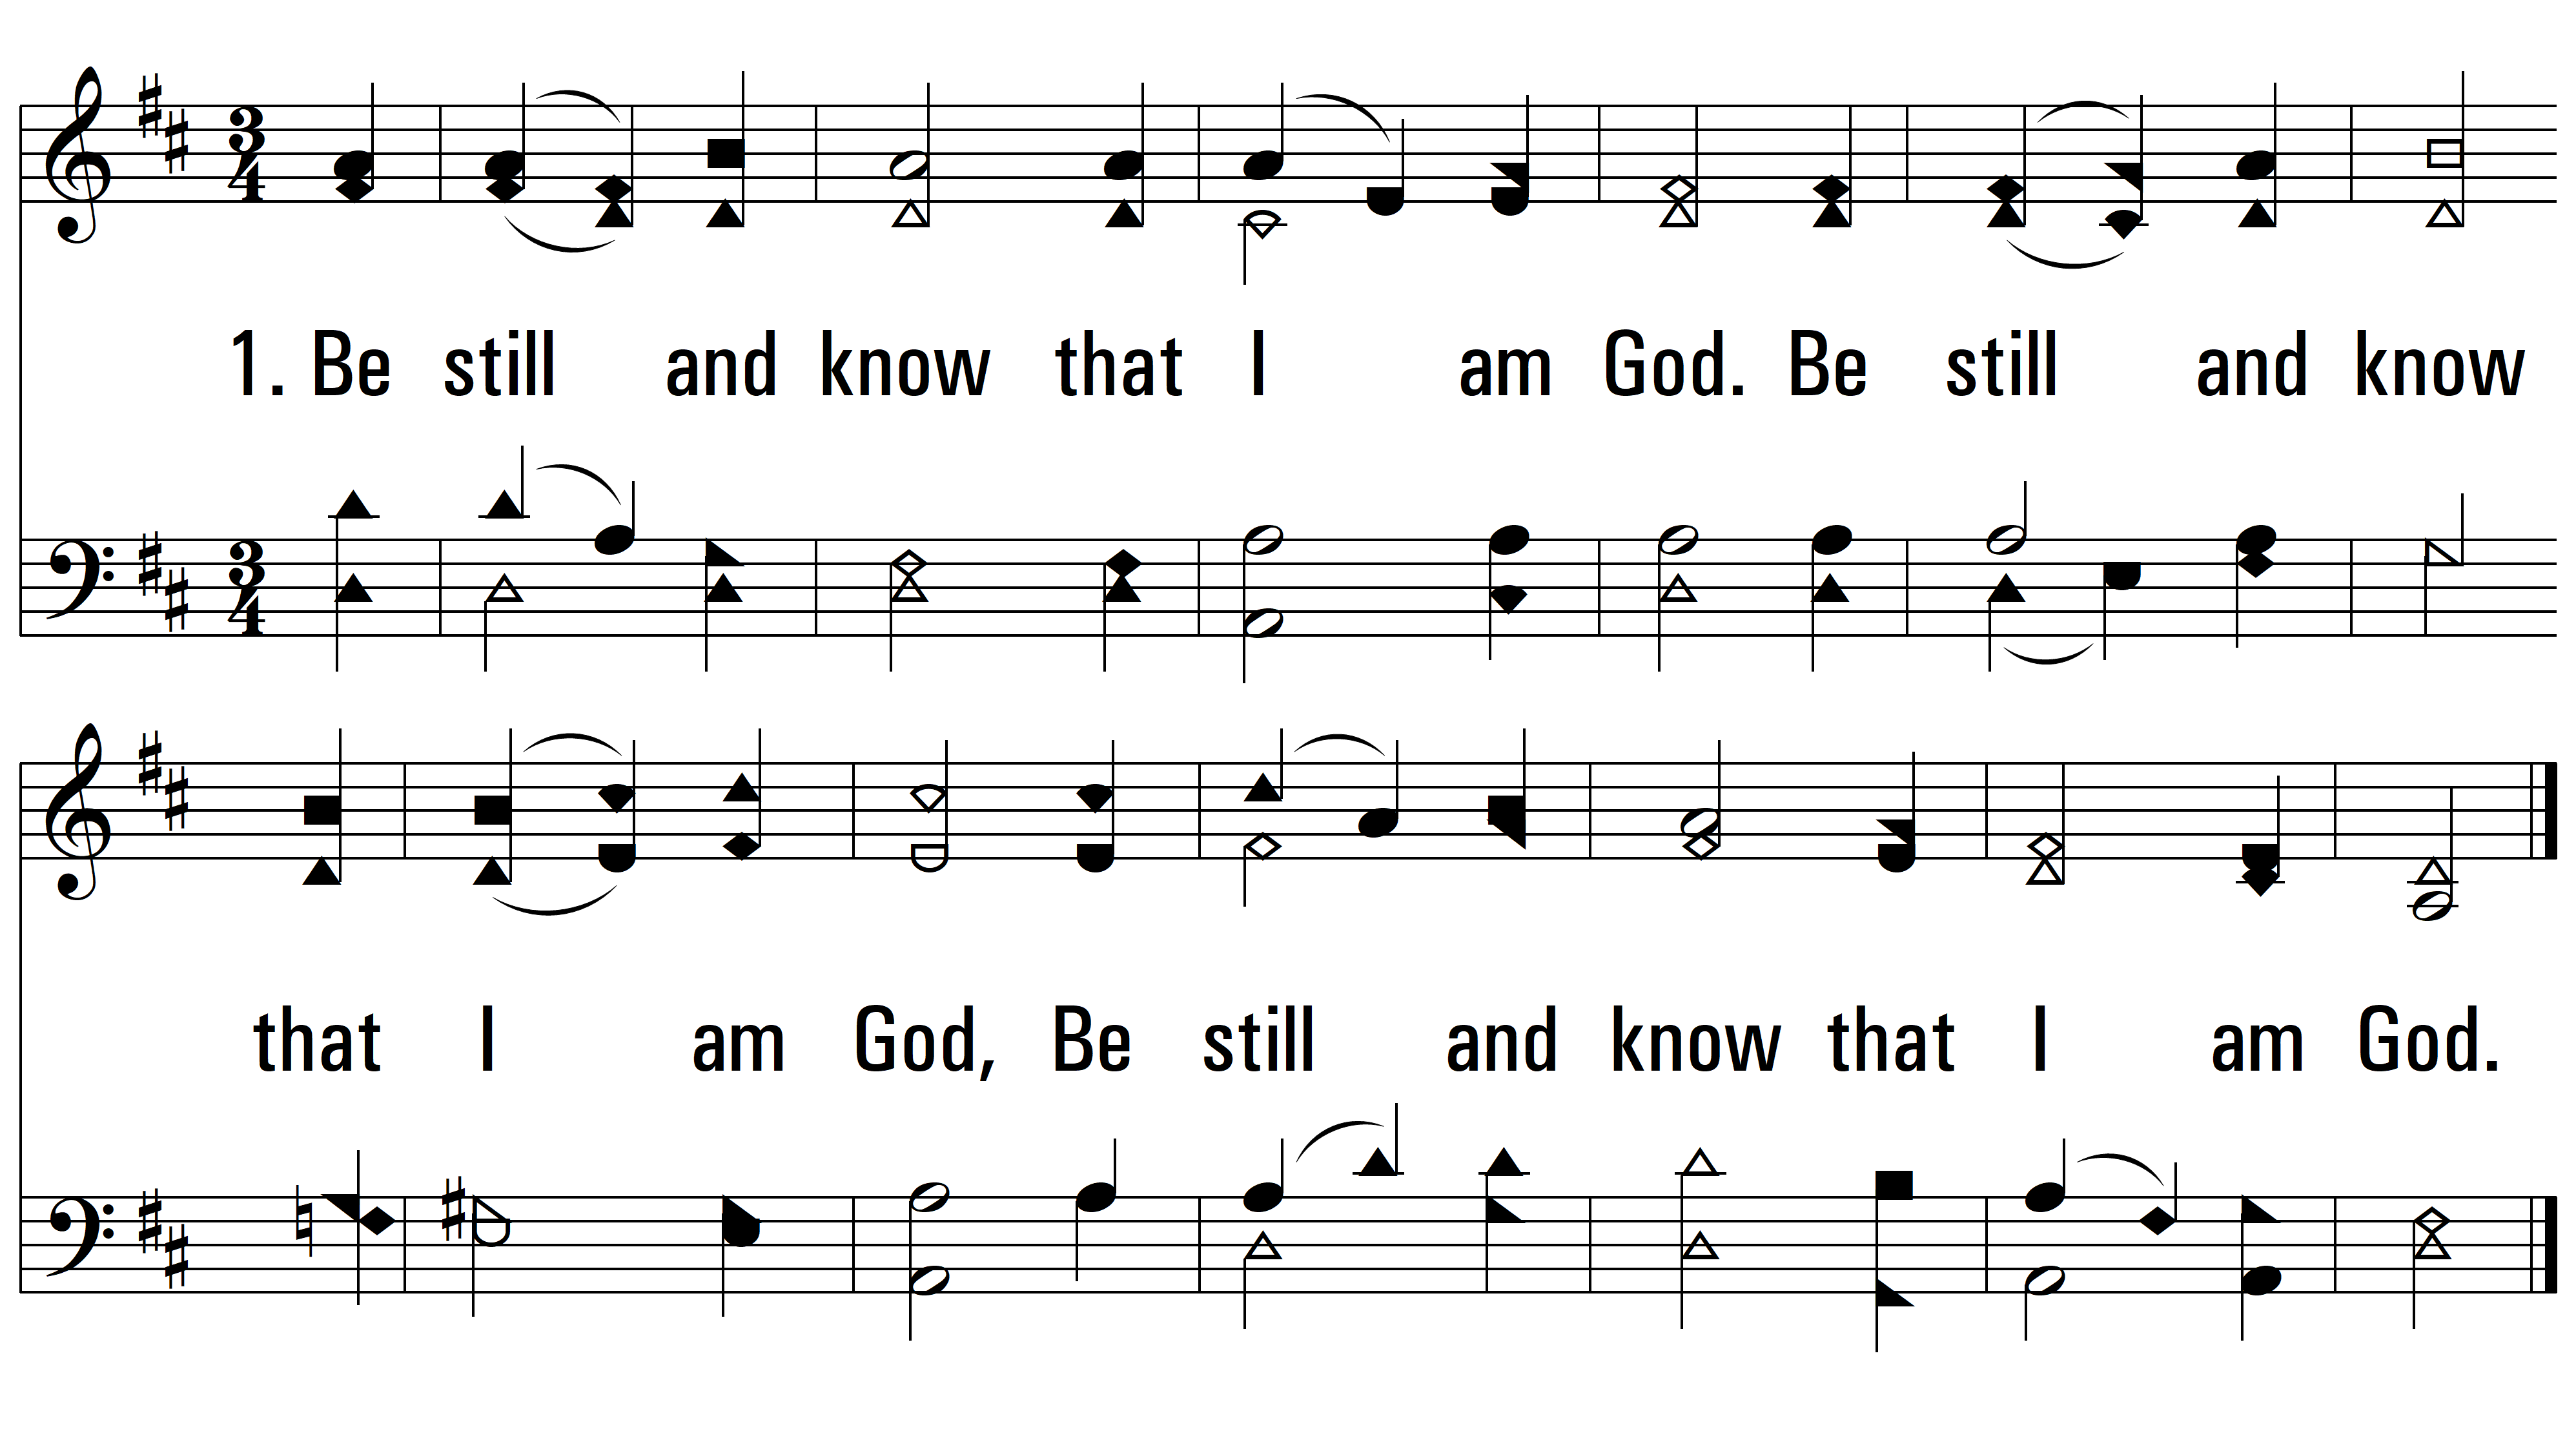 1. Be still and know that I am God. Be still and know
that I am God, Be still and know that I am God.